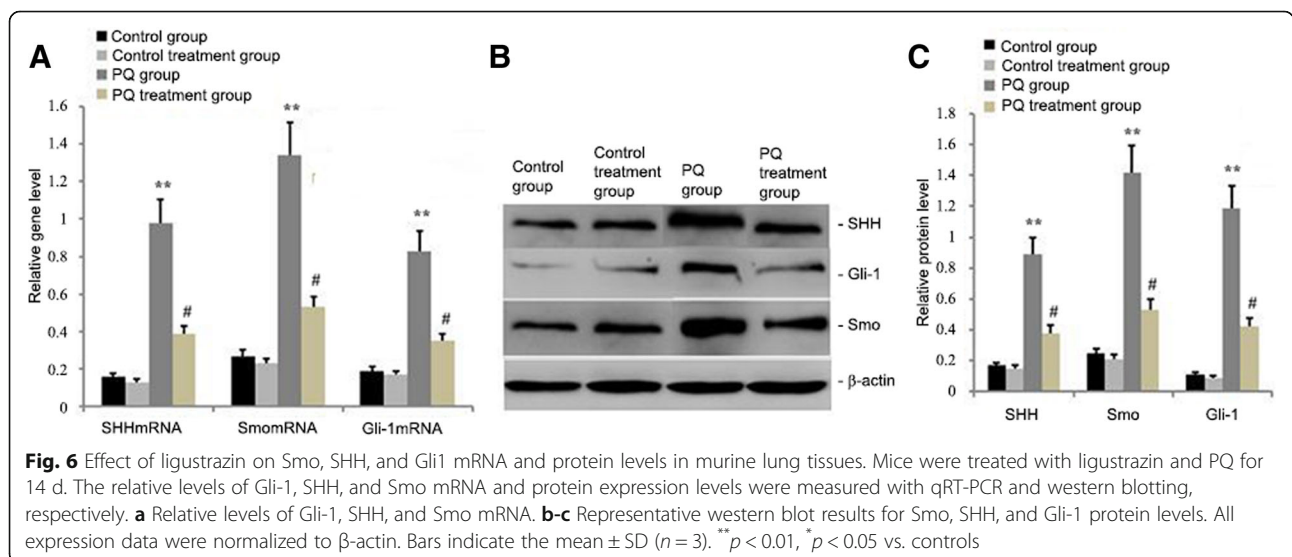 A
Control group
Control treatment group
PQ group
PQ treatment group
Relative gene level
1.6
1.4
1.2
1
0.8
0.6
0.4
0.2
0
**
#
**
#
**
#
SHHmRNA
SmomRNA
Gli-1mRNA
B
Control group
Control treatment group
PQ group
PQ treatment group
- SHH
- Gli-1
- Smo
- β-actin
C
Control group
Control treatment group
PQ group
PQ treatment group
Relative protein level
1.8
1.6
1.4
1.2
1
0.8
0.6
0.4
0.2
0
**
#
**
#
**
#
SHH
Smo
Gli-1
Fig. 6 Effect of ligustrazin on Smo, SHH, and Gli1 mRNA and protein levels in murine lung tissues. Mice were treated with ligustrazin and PQ for
14 d. The relative levels of Gli-1, SHH, and Smo mRNA and protein expression levels were measured with qRT-PCR and western blotting,
respectively. a Relative levels of Gli-1, SHH, and Smo mRNA. b-c Representative western blot results for Smo, SHH, and Gli-1 protein levels. All
expression data were normalized to β-actin. Bars indicate the mean ± SD (n = 3). **p < 0.01, *p < 0.05 vs. controls